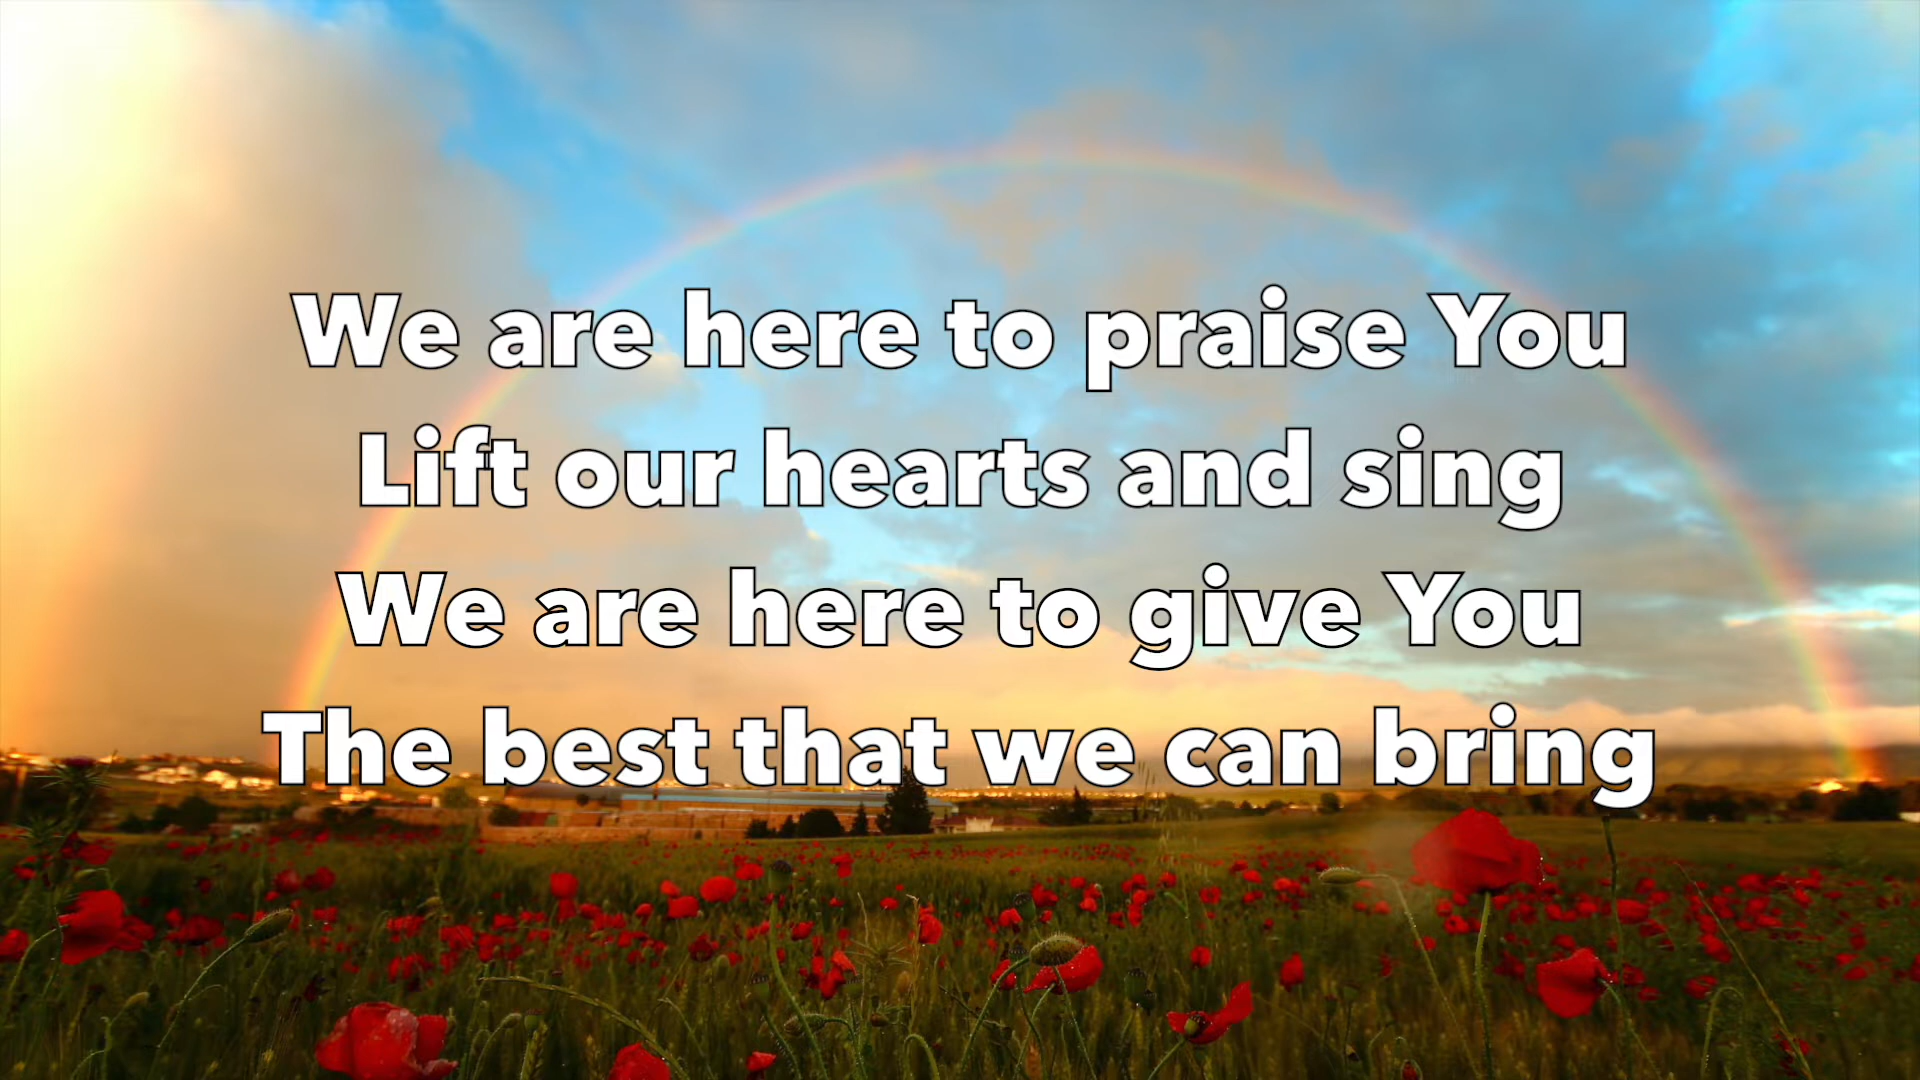 We are here to praise You
Lift our hearts and sing
We are here to give You
The best that we can bring